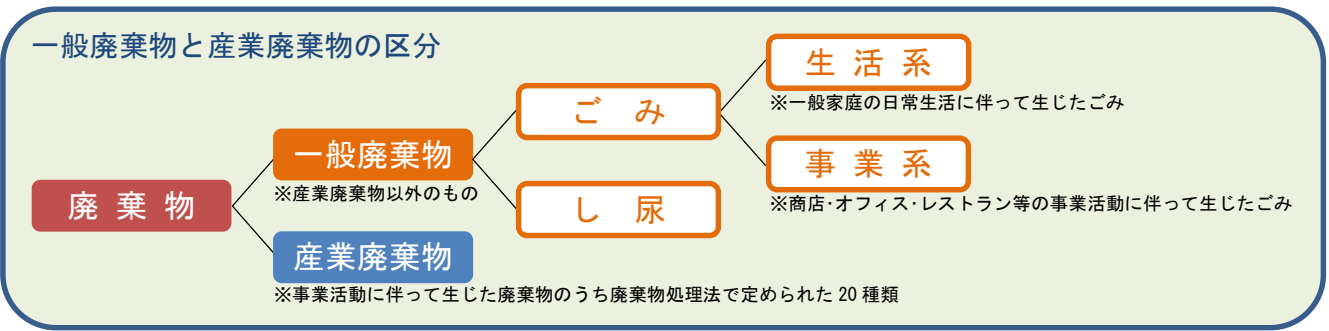 一般廃棄物と産業廃棄物の区分
廃棄物
一般廃棄物
※産業廃棄物以外のもの
ごみ
生活系
※一般家庭の日常生活に伴って生じたごみ
事業系
※商店・オフィス・レストラン等の事業活動に伴って生じたごみ
し尿
産業廃棄物
※事業活動に伴って生じた廃棄物のうち廃棄物処理法で定められた 20 種類